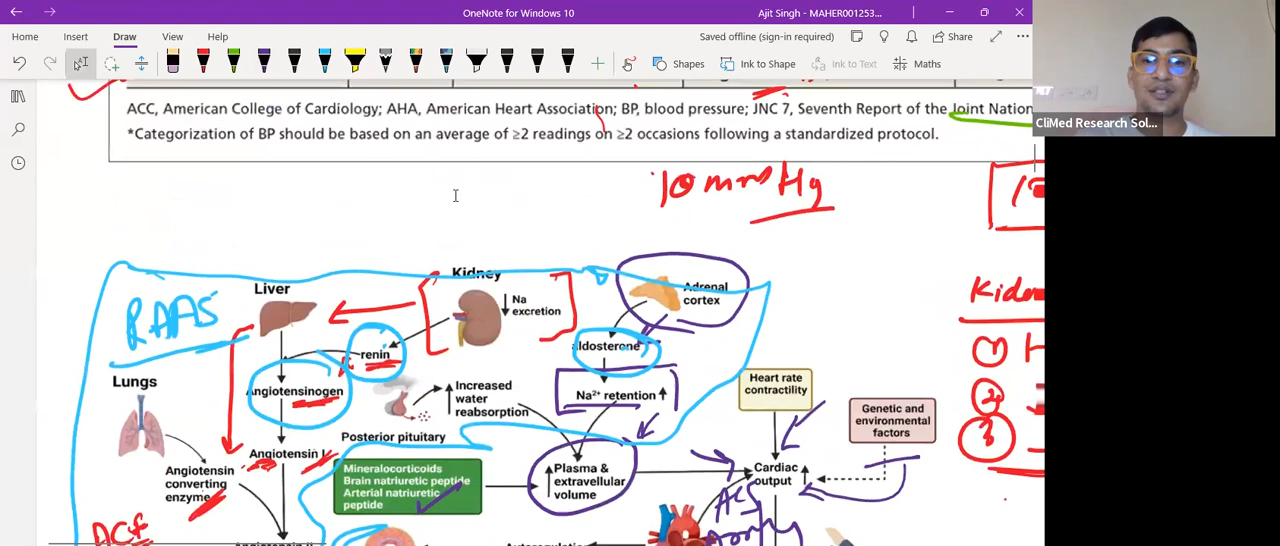 OneNote for Windows 10
Ajit Singh - MAHER001253...
Home Insert Draw View Help
Saved offline (sign-in required)
Share
Shapes
Ink to Shape
Ink to Text
Maths
CliMed Research Sol...
ACC, American College of Cardiology; AHA, American Heart Association; BP, blood pressure; JNC 7, Seventh Report of the Joint Nation
*Categorization of BP should be based on an average of ≥2 readings on ≥2 occasions following a standardized protocol.
10 mmHg
RAAS
Liver
Kidney
↓ Na
excretion
Adrenal
cortex
renin
aldosterone
Angiotensinogen
Lungs
Increased
water
reabsorption
Na²⁺ retention
Heart rate
contractility
Genetic and
environmental
factors
Posterior pituitary
Angiotensin I
Angiotensin
converting
enzyme
Mineralocorticoids
Brain natriuretic peptide
Arterial natriuretic
peptide
Plasma &
extracellular
volume
Cardiac
output
Autoregulation
①
②
③